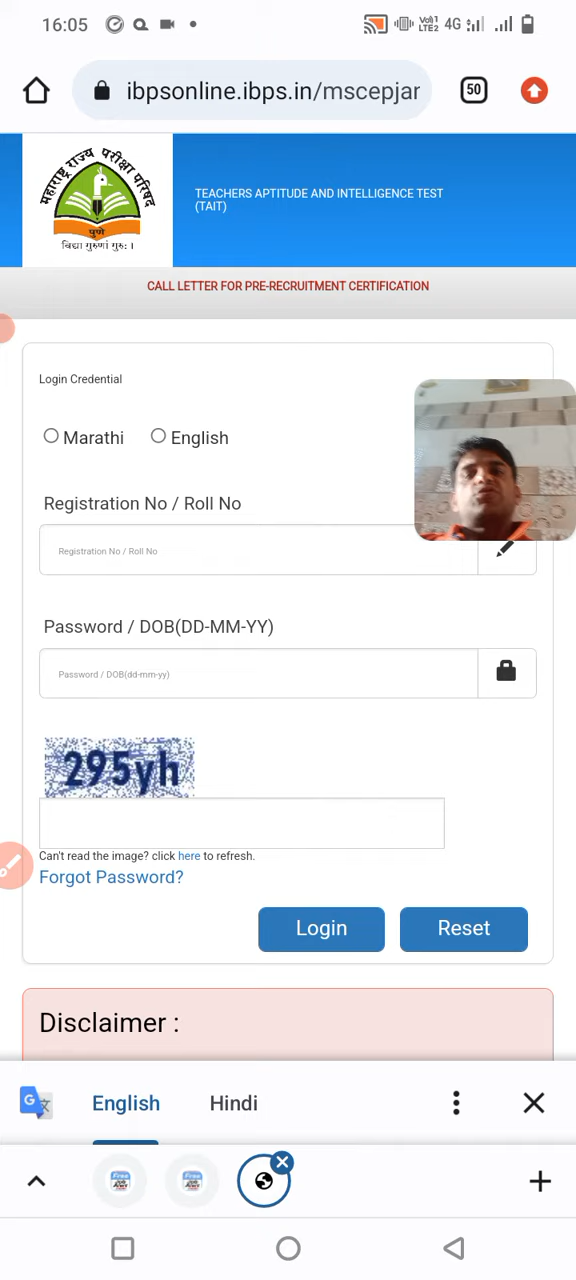 16:05
Vo)) 1
LTE2
4G
ibpsonline.ibps.in/mscepjar
50
महाराष्ट्र राज्य परीक्षा परिषद
पुणे
विद्या गुरुणां गुरुः।
TEACHERS APTITUDE AND INTELLIGENCE TEST
(TAIT)
CALL LETTER FOR PRE-RECRUITMENT CERTIFICATION
Login Credential
Marathi
English
Registration No / Roll No
Registration No / Roll No
Password / DOB(DD-MM-YY)
Password / DOB(dd-mm-yy)
295yh
Can't read the image? click here to refresh.
Forgot Password?
Login
Reset
Disclaimer :
G
English
Hindi